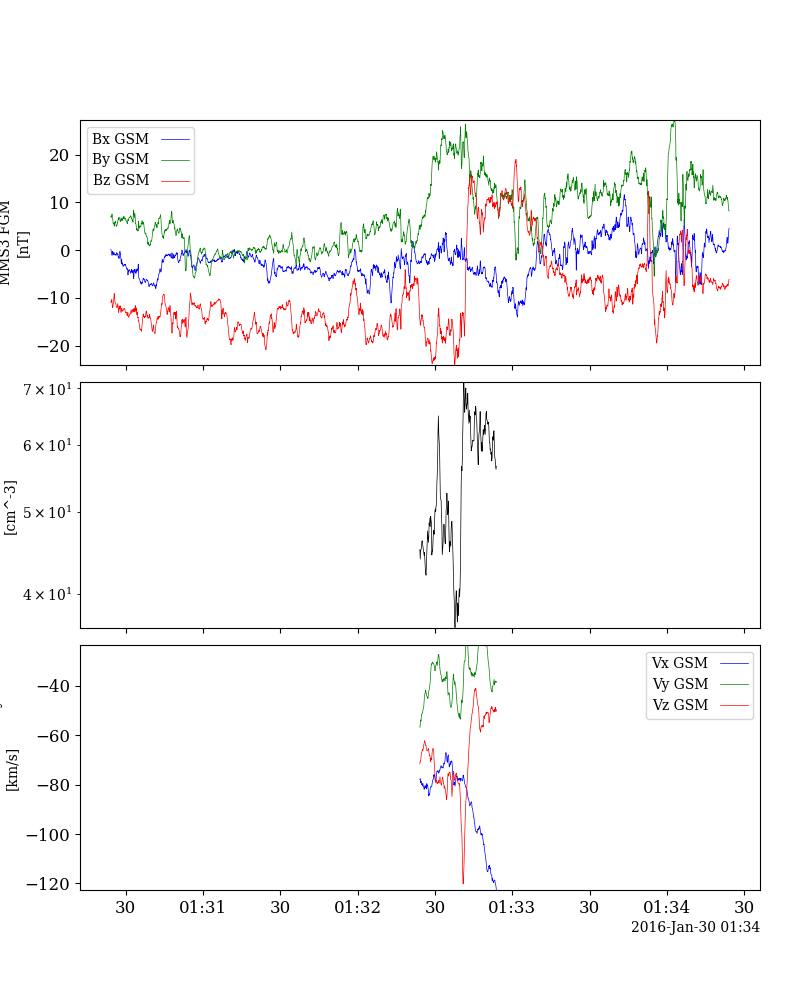 MMS3 FGM
[nT]
20
10
0
−10
−20
Bx GSM
By GSM
Bz GSM
[cm^-3]
7 × 10¹
6 × 10¹
5 × 10¹
4 × 10¹
[km/s]
−40
−60
−80
−100
−120
Vx GSM
Vy GSM
Vz GSM
30 01:31 30 01:32 30 01:33 30 01:34 30
2016-Jan-30 01:34